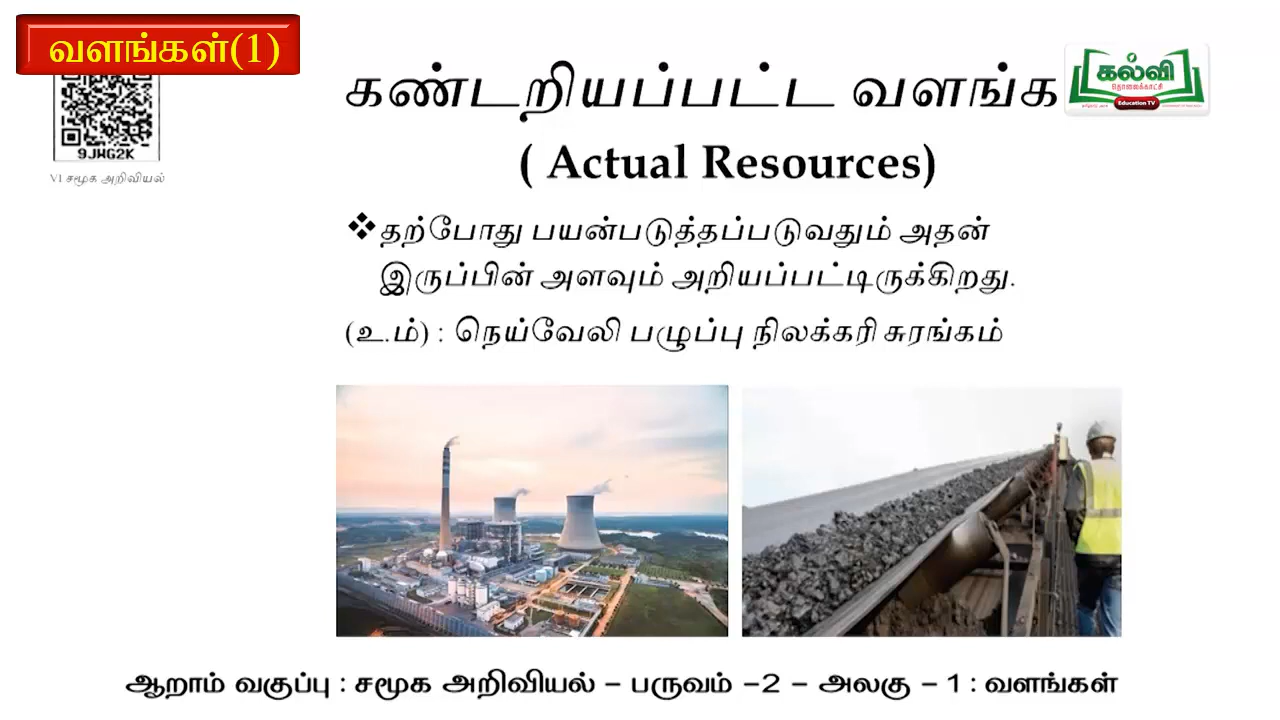 வளங்கள்(1)
கண்டறியப்பட்ட வளங்க
கல்வி
தொலைக்காட்சி
Education TV
( Actual Resources)
9JWG2K
VI சமூக அறிவியல்
❖தற்போது பயன்படுத்தப்படுவதும் அதன்
இருப்பின் அளவும் அறியப்பட்டிருக்கிறது.
(உ.ம்) : நெய்வேலி பழுப்பு நிலக்கரி சுரங்கம்
ஆறாம் வகுப்பு : சமூக அறிவியல் – பருவம் –2 – அலகு – 1 : வளங்கள்